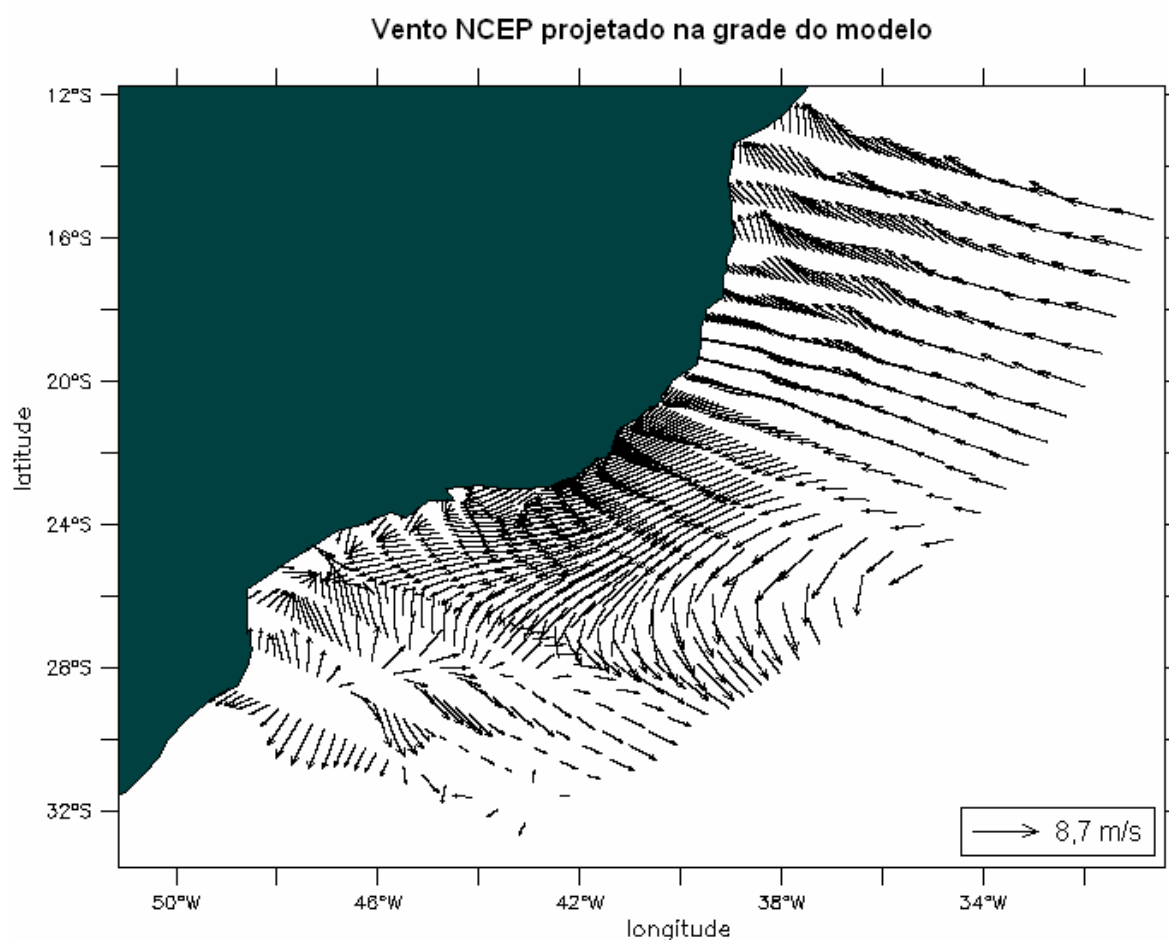 Vento NCEP projetado na grade do modelo
12°S
16°S
20°S
24°S
28°S
32°S
latitude
8,7 m/s
50°W 46°W 42°W 38°W 34°W
longitude